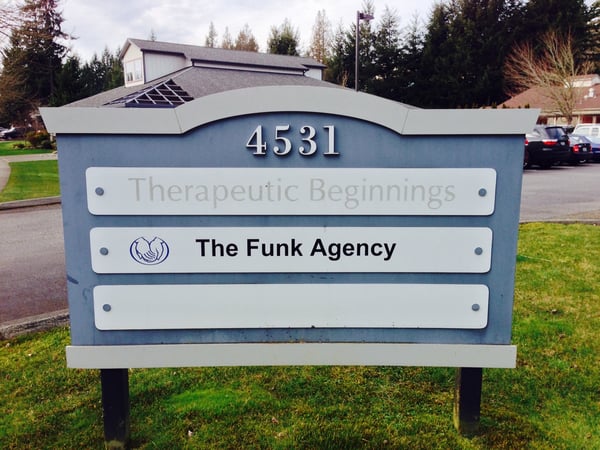 4531
Therapeutic Beginnings
The Funk Agency